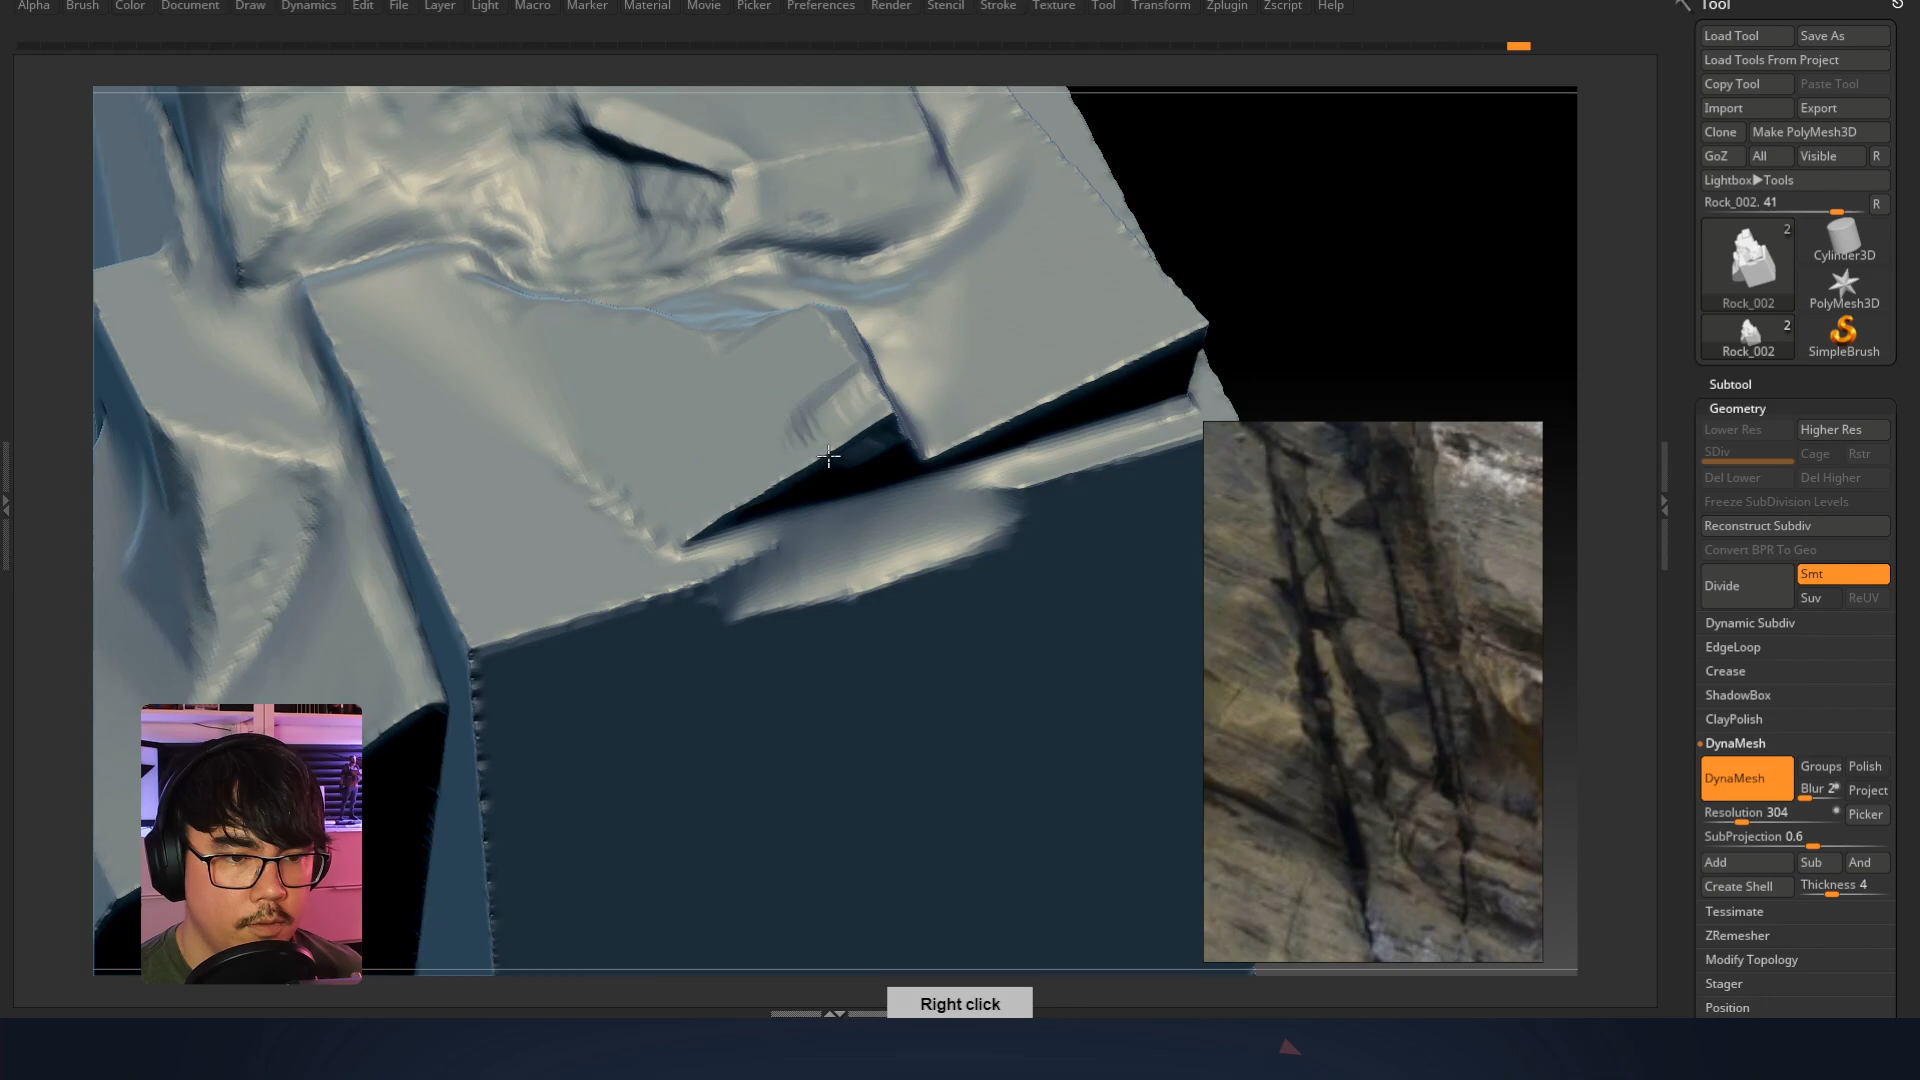 Alpha Brush Color Document Draw Dynamics Edit File Layer Light Macro Marker Material Movie Picker Preferences Render Stencil Stroke Texture Tool Transform Zplugin Zscript Help
Tool
Load Tool Save As
Load Tools From Project
Copy Tool Paste Tool
Import Export
Clone Make PolyMesh3D
GoZ All Visible R
Lightbox▶Tools
Rock_002. 41 R
2
Cylinder3D
Rock_002 PolyMesh3D
2
Rock_002 SimpleBrush
Subtool
Geometry
Lower Res Higher Res
SDiv Cage Rstr
Del Lower Del Higher
Freeze SubDivision Levels
Reconstruct Subdiv
Convert BPR To Geo
Divide Smt
Suv ReUV
Dynamic Subdiv
EdgeLoop
Crease
ShadowBox
ClayPolish
DynaMesh
DynaMesh Groups Polish
Blur 2 Project
Resolution 304 Picker
SubProjection 0.6
Add Sub And
Create Shell Thickness 4
Tessimate
ZRemesher
Modify Topology
Stager
Position
Right click